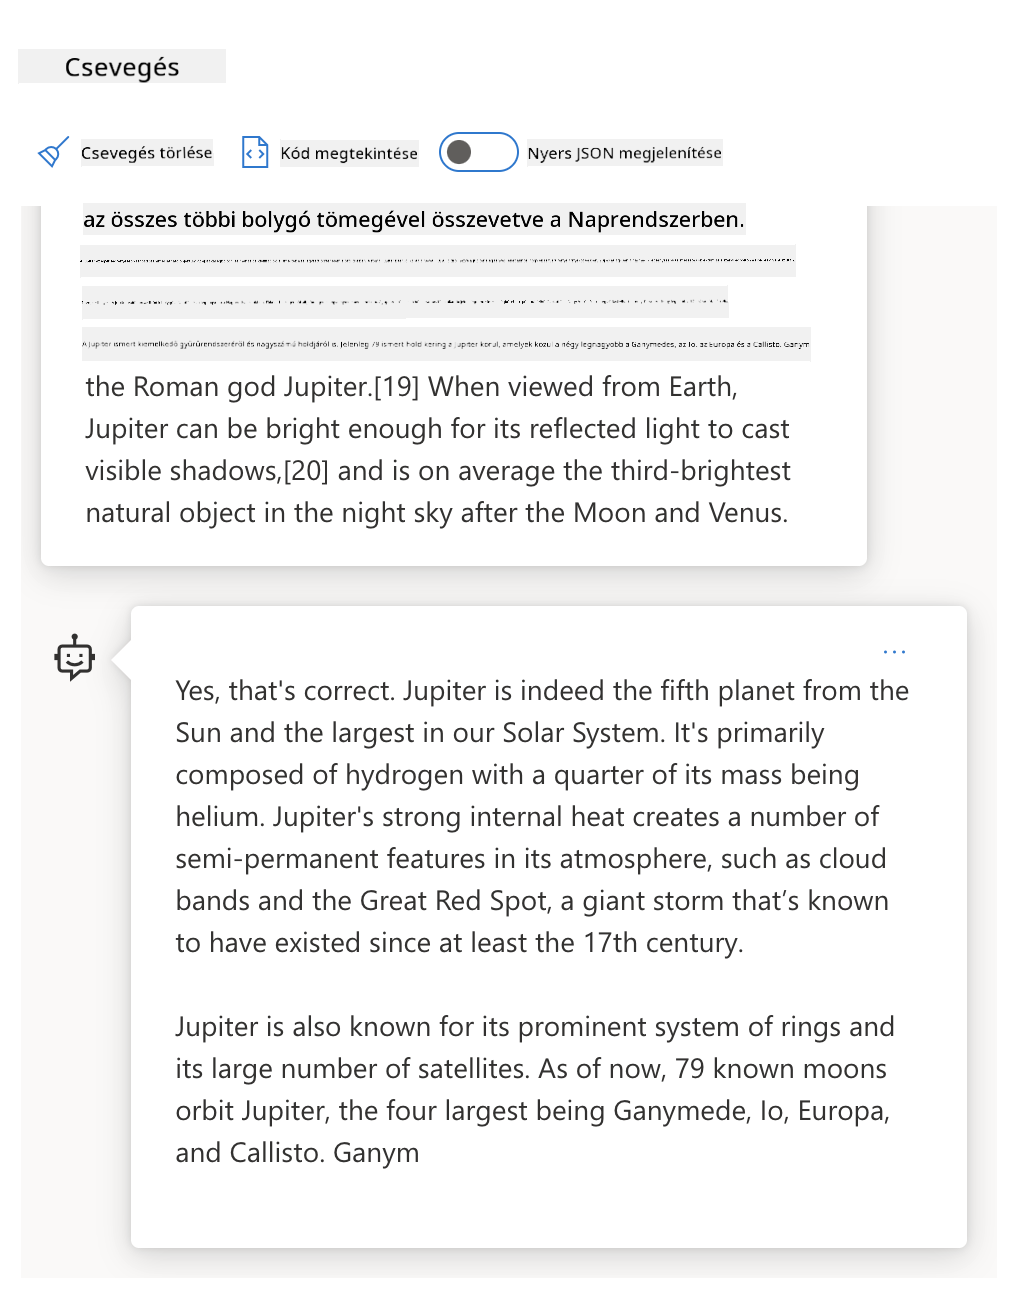 Csevegés
Csevegés törlése
Kód megtekintése
Nyers JSON megjelenítése
az összes többi bolygó tömegével összevetve a Naprendszerben.
A Jupiter ismert kiemelkedő gyűrűrendszeréről és nagyszámú holdjáról is. Jelenleg 79 ismert hold kering a Jupiter körül, amelyek közül a négy legnagyobb a Ganymedes, az Io, az Europa és a Callisto. Ganym
the Roman god Jupiter.[19] When viewed from Earth,
Jupiter can be bright enough for its reflected light to cast
visible shadows,[20] and is on average the third-brightest
natural object in the night sky after the Moon and Venus.
...
Yes, that's correct. Jupiter is indeed the fifth planet from the
Sun and the largest in our Solar System. It's primarily
composed of hydrogen with a quarter of its mass being
helium. Jupiter's strong internal heat creates a number of
semi-permanent features in its atmosphere, such as cloud
bands and the Great Red Spot, a giant storm that’s known
to have existed since at least the 17th century.
Jupiter is also known for its prominent system of rings and
its large number of satellites. As of now, 79 known moons
orbit Jupiter, the four largest being Ganymede, Io, Europa,
and Callisto. Ganym